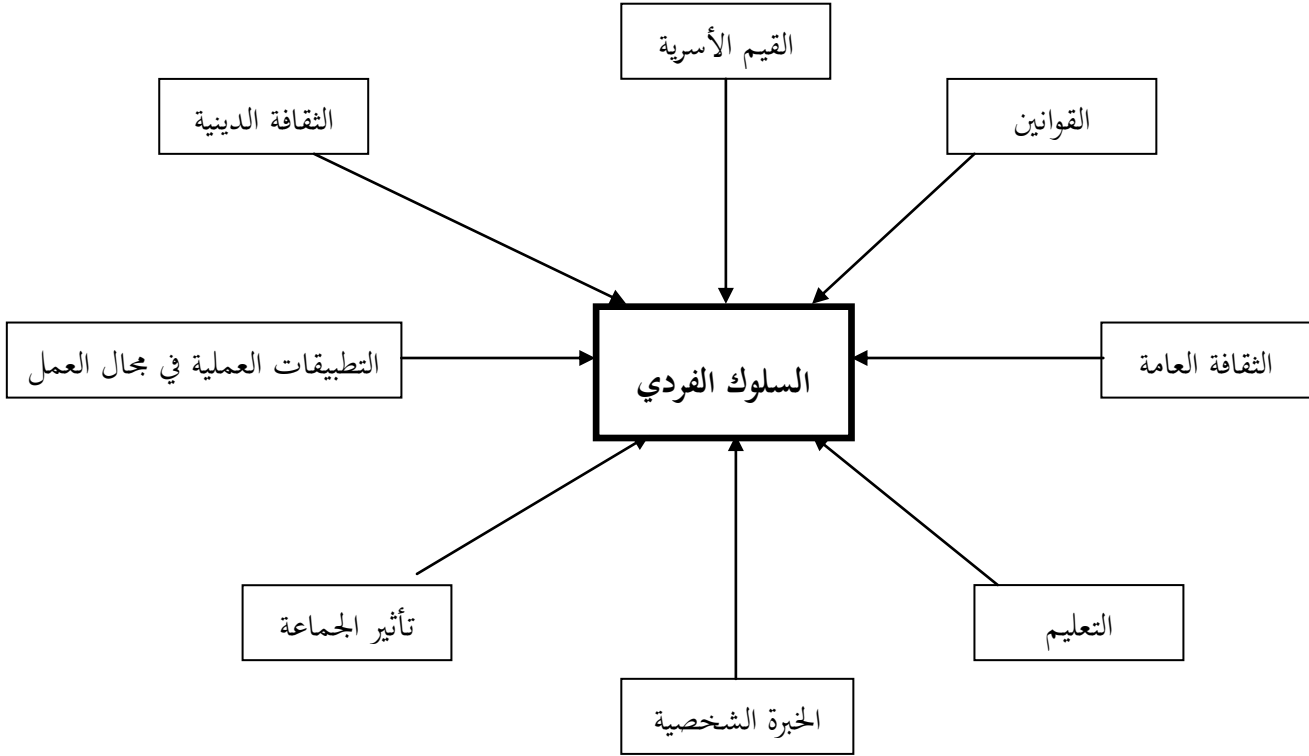 القيم الأسرية
القوانين
الثقافة الدينية
السلوك الفردي
الثقافة العامة
التطبيقات العملية في مجال العمل
التعليم
تأثير الجماعة
الخبرة الشخصية